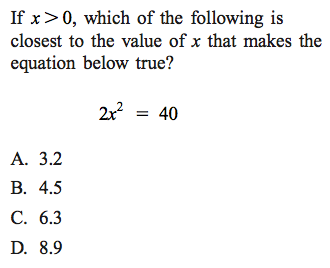 If x > 0, which of the following is
closest to the value of x that makes the
equation below true?
2x² = 40
A. 3.2
B. 4.5
C. 6.3
D. 8.9